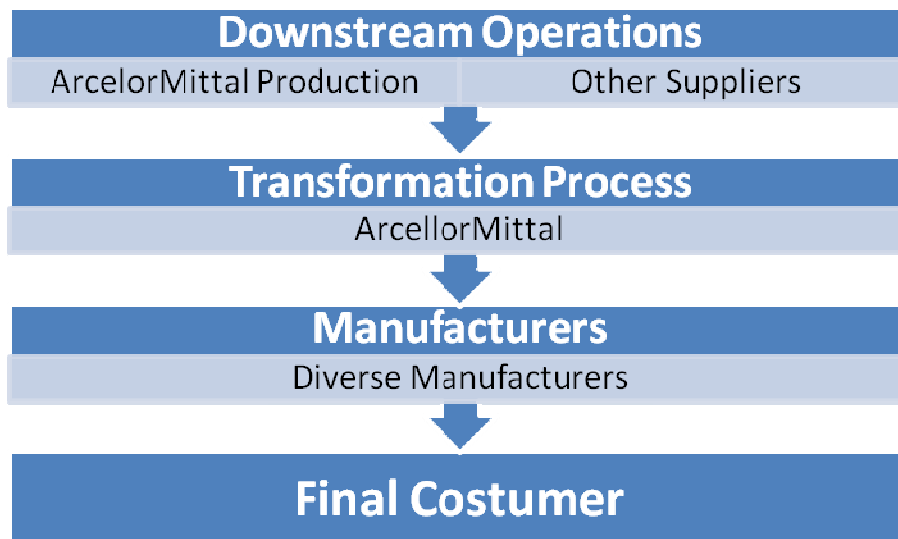 Downstream Operations
ArcelorMittal Production Other Suppliers
Transformation Process
ArcellorMittal
Manufacturers
Diverse Manufacturers
Final Costumer